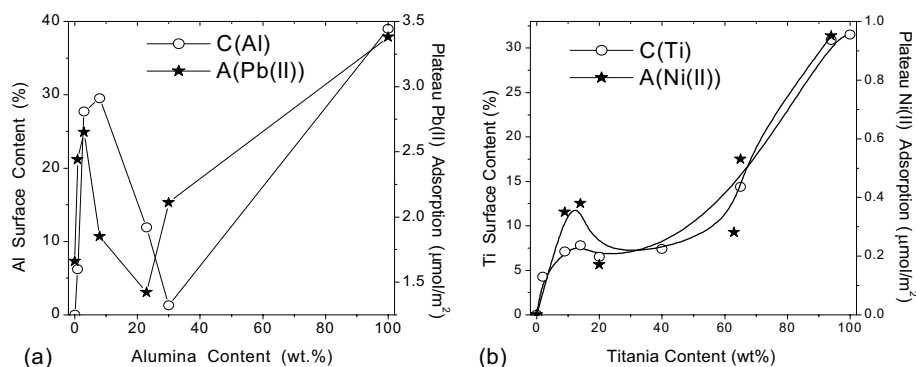 40
30
20
10
0
3.5
3.0
2.5
2.0
1.5
0
20
40
60
80
100
C(Al)
A(Pb(II))
Al Surface Content (%)
Plateau Pb(II) Adsorption (μmol/m²)
(a)
Alumina Content (wt.%)
30
25
20
15
10
5
0
1.0
0.8
0.6
0.4
0.2
0.0
0
20
40
60
80
100
C(Ti)
A(Ni(II))
Ti Surface Content (%)
Plateau Ni(II) Adsorption (μmol/m²)
(b)
Titania Content (wt%)